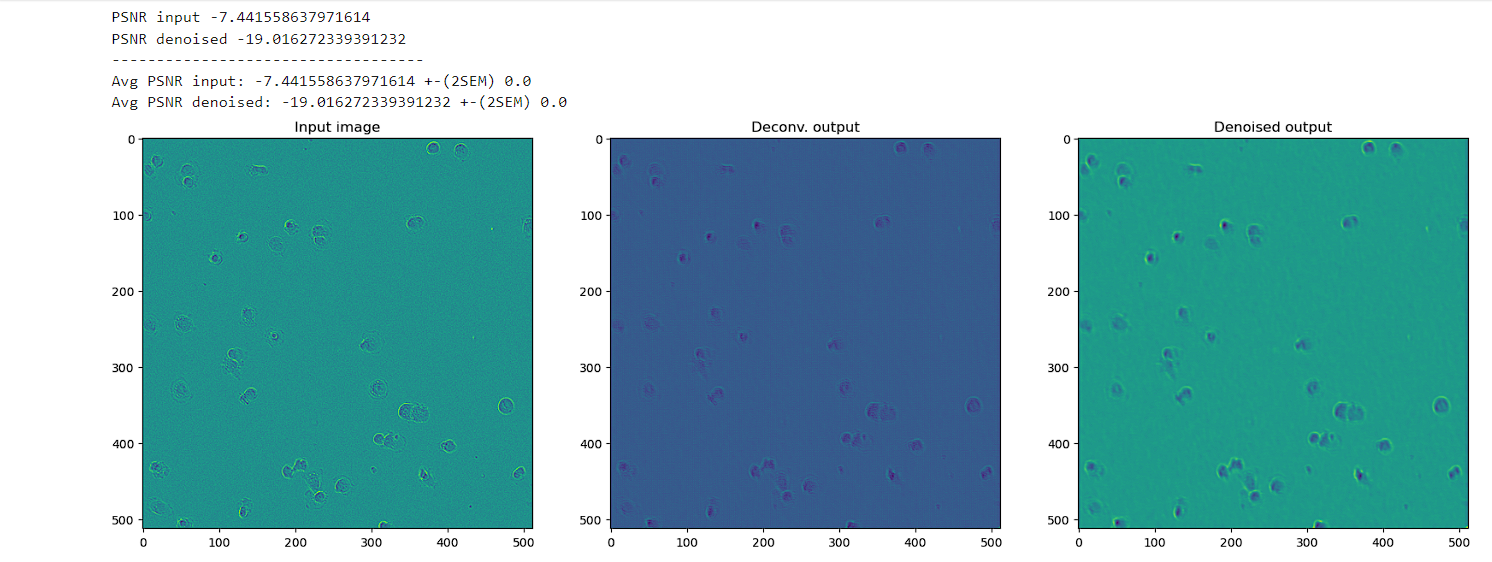 PSNR input -7.441558637971614
PSNR denoised -19.016272339391232
-----------------------------------
Avg PSNR input: -7.441558637971614 +-(2SEM) 0.0
Avg PSNR denoised: -19.016272339391232 +-(2SEM) 0.0
Input image
0
100
200
300
400
500
0 100 200 300 400 500
Deconv. output
0
100
200
300
400
500
0 100 200 300 400 500
Denoised output
0
100
200
300
400
500
0 100 200 300 400 500